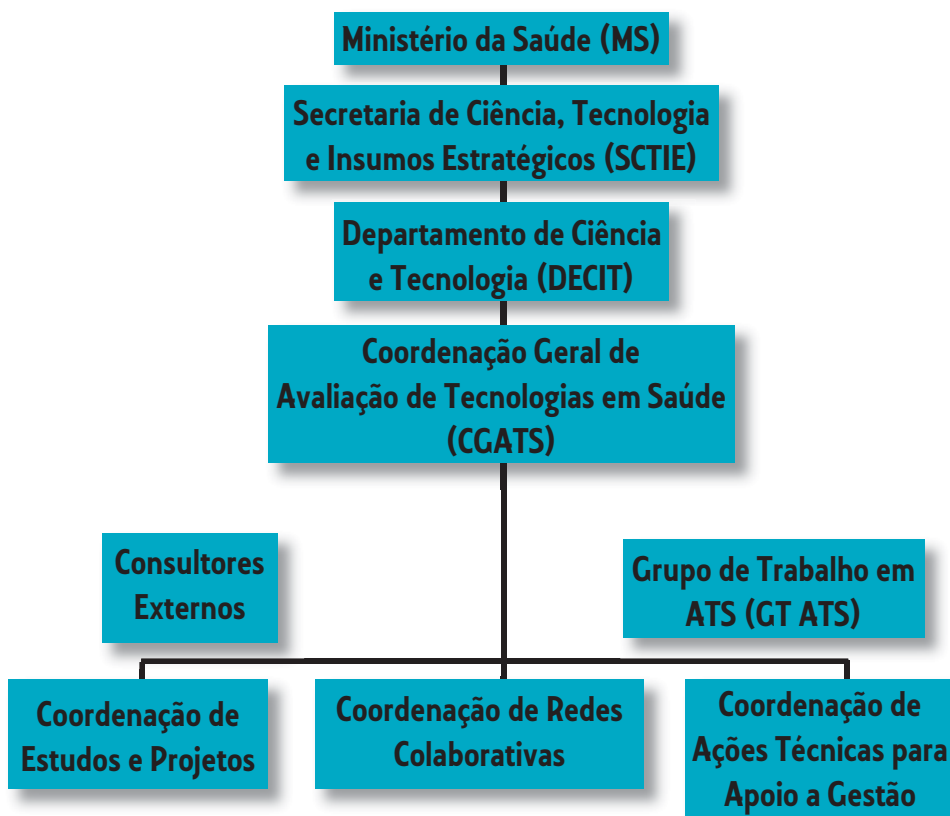 Ministério da Saúde (MS)
Secretaria de Ciência, Tecnologia
e Insumos Estratégicos (SCTIE)
Departamento de Ciência
e Tecnologia (DECIT)
Coordenação Geral de
Avaliação de Tecnologias em Saúde
(CGATS)
Consultores
Externos
Grupo de Trabalho em
ATS (GT ATS)
Coordenação de
Estudos e Projetos
Coordenação de Redes
Colaborativas
Coordenação de
Ações Técnicas para
Apoio a Gestão